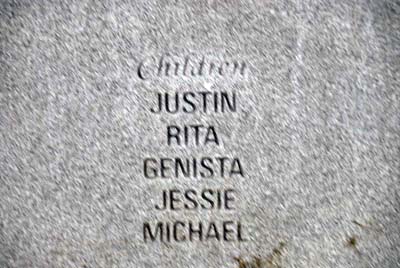 Children
JUSTIN
RITA
GENISTA
JESSIE
MICHAEL